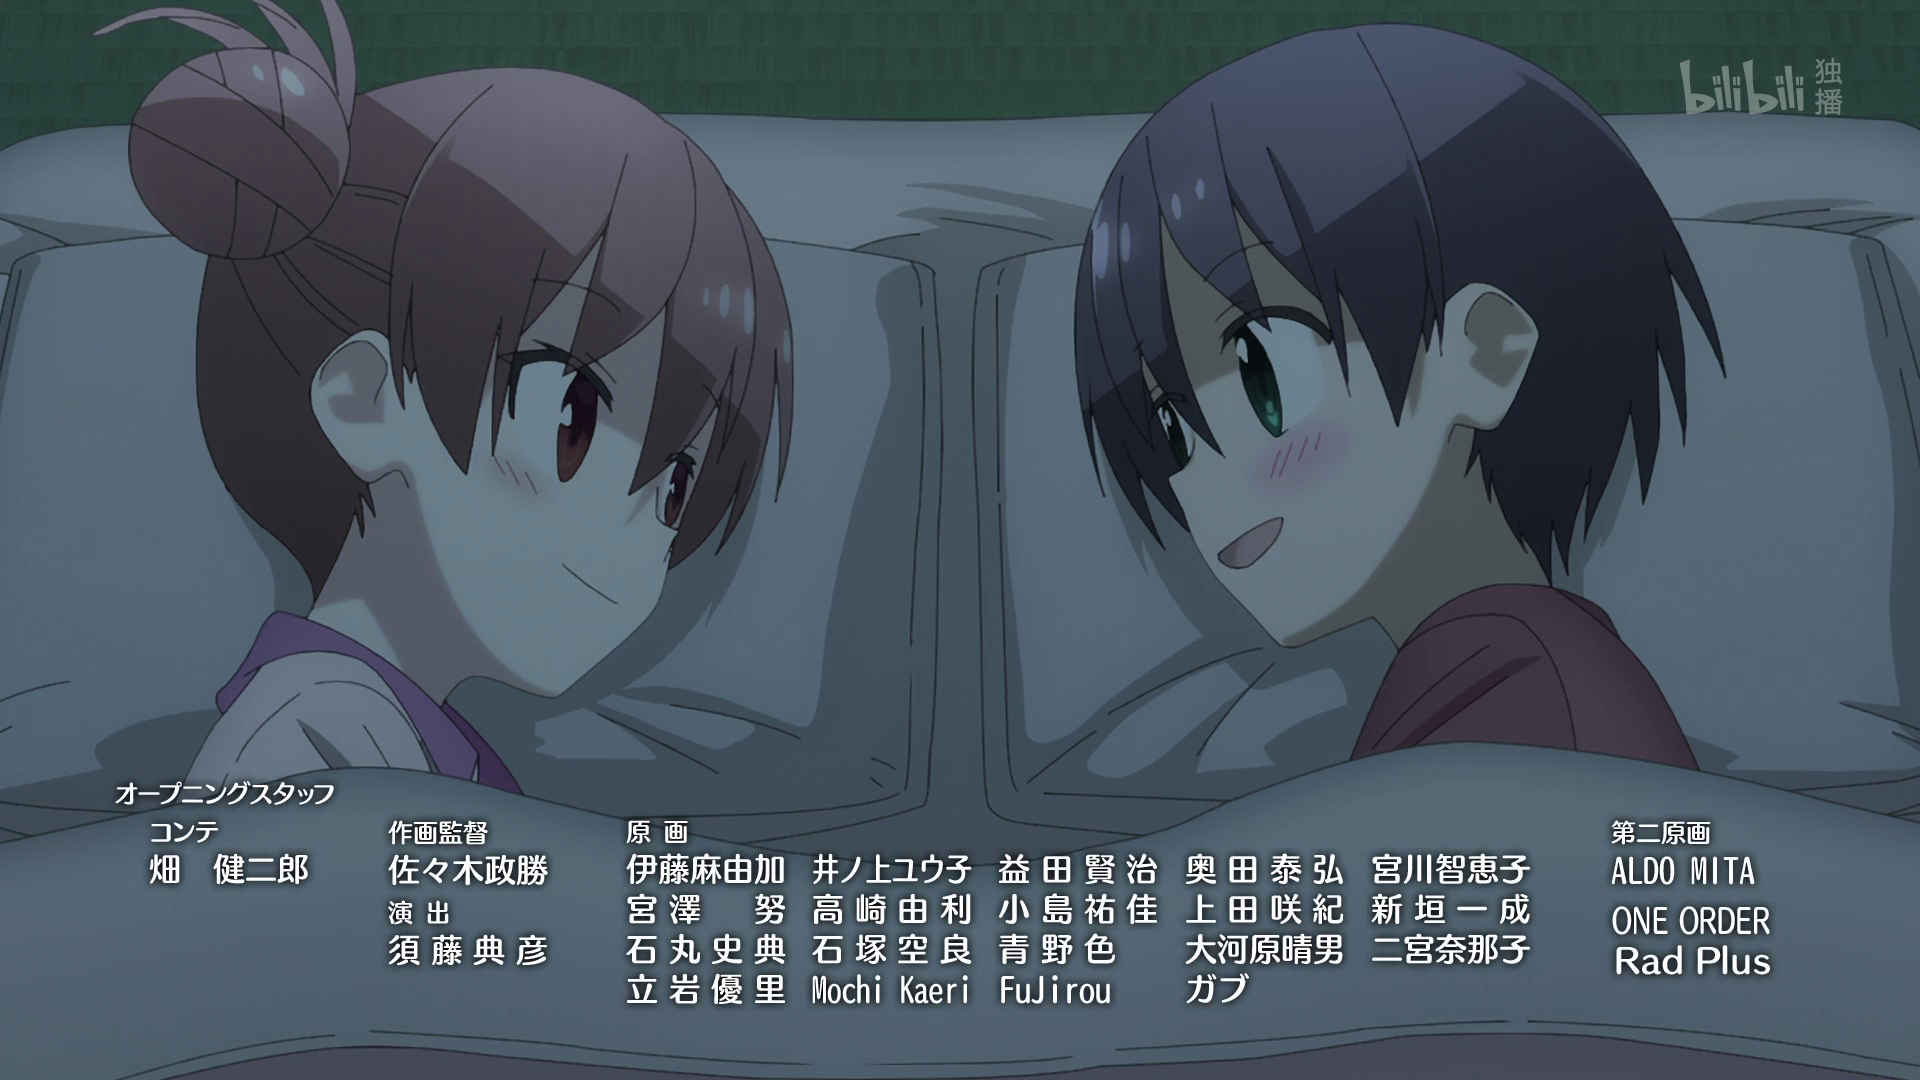 bilibili 独播
オープニングスタッフ
コンテ
畑 健二郎
作画監督
佐々木政勝
演出
須藤典彦
原画
伊藤麻由加 井ノ上ユウ子 益田賢治 奥田泰弘 宮川智恵子
宮澤 努 高崎由利 小島祐佳 上田咲紀 新垣一成
石丸史典 石塚空良 青野色 大河原晴男 二宮奈那子
立岩優里 Mochi Kaeri FuJirou ガブ
第二原画
ALDO MITA
ONE ORDER
Rad Plus